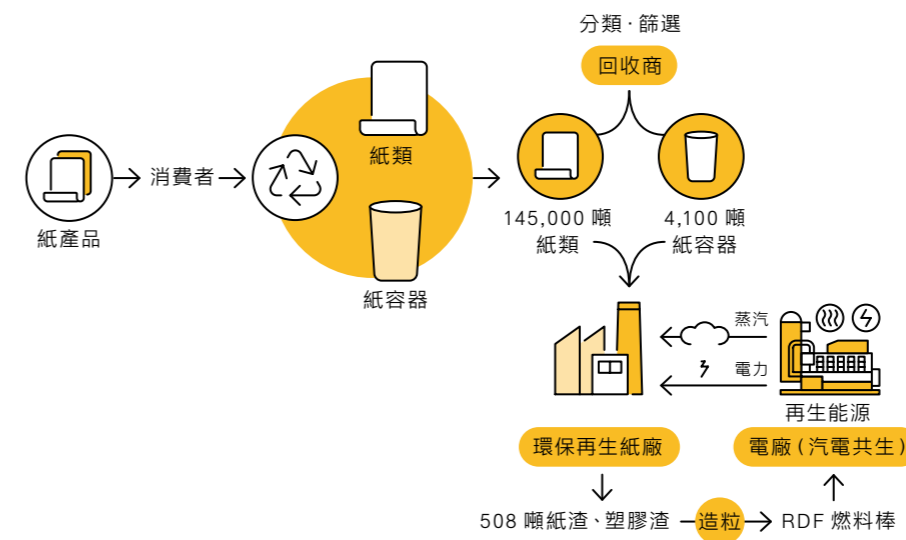 分類·篩選
回收商
紙產品
消費者
紙類
紙容器
145,000 噸
紙類
4,100 噸
紙容器
蒸汽
電力
再生能源
環保再生紙廠
電廠(汽電共生)
508 噸紙渣、塑膠渣
造粒
RDF 燃料棒